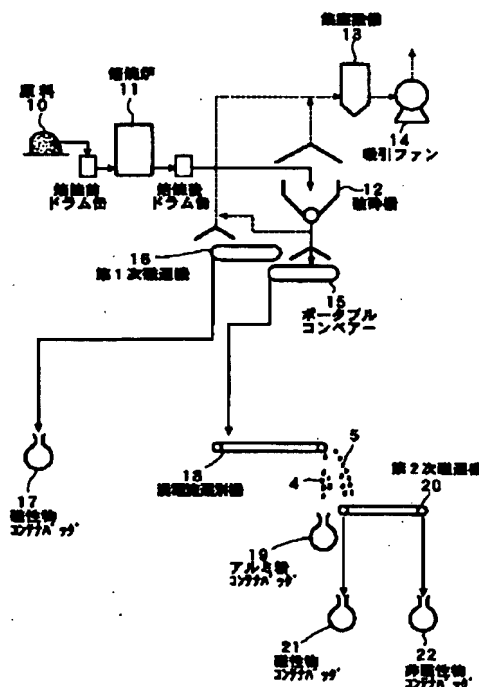 集塵設備
13
原料
10
焙焼炉
11
焙焼前
ドラム缶
焙焼後
ドラム缶
14
吸引ファン
12
破砕機
16
第1次磁選機
15
ポータブル
コンベアー
17
磁性物
コンテナバッグ
18
渦電流選別機
4
5
第2次磁選機
20
19
アルミ粉
コンテナバッグ
21
磁性物
コンテナバッグ
22
非磁性物
コンテナバッグ